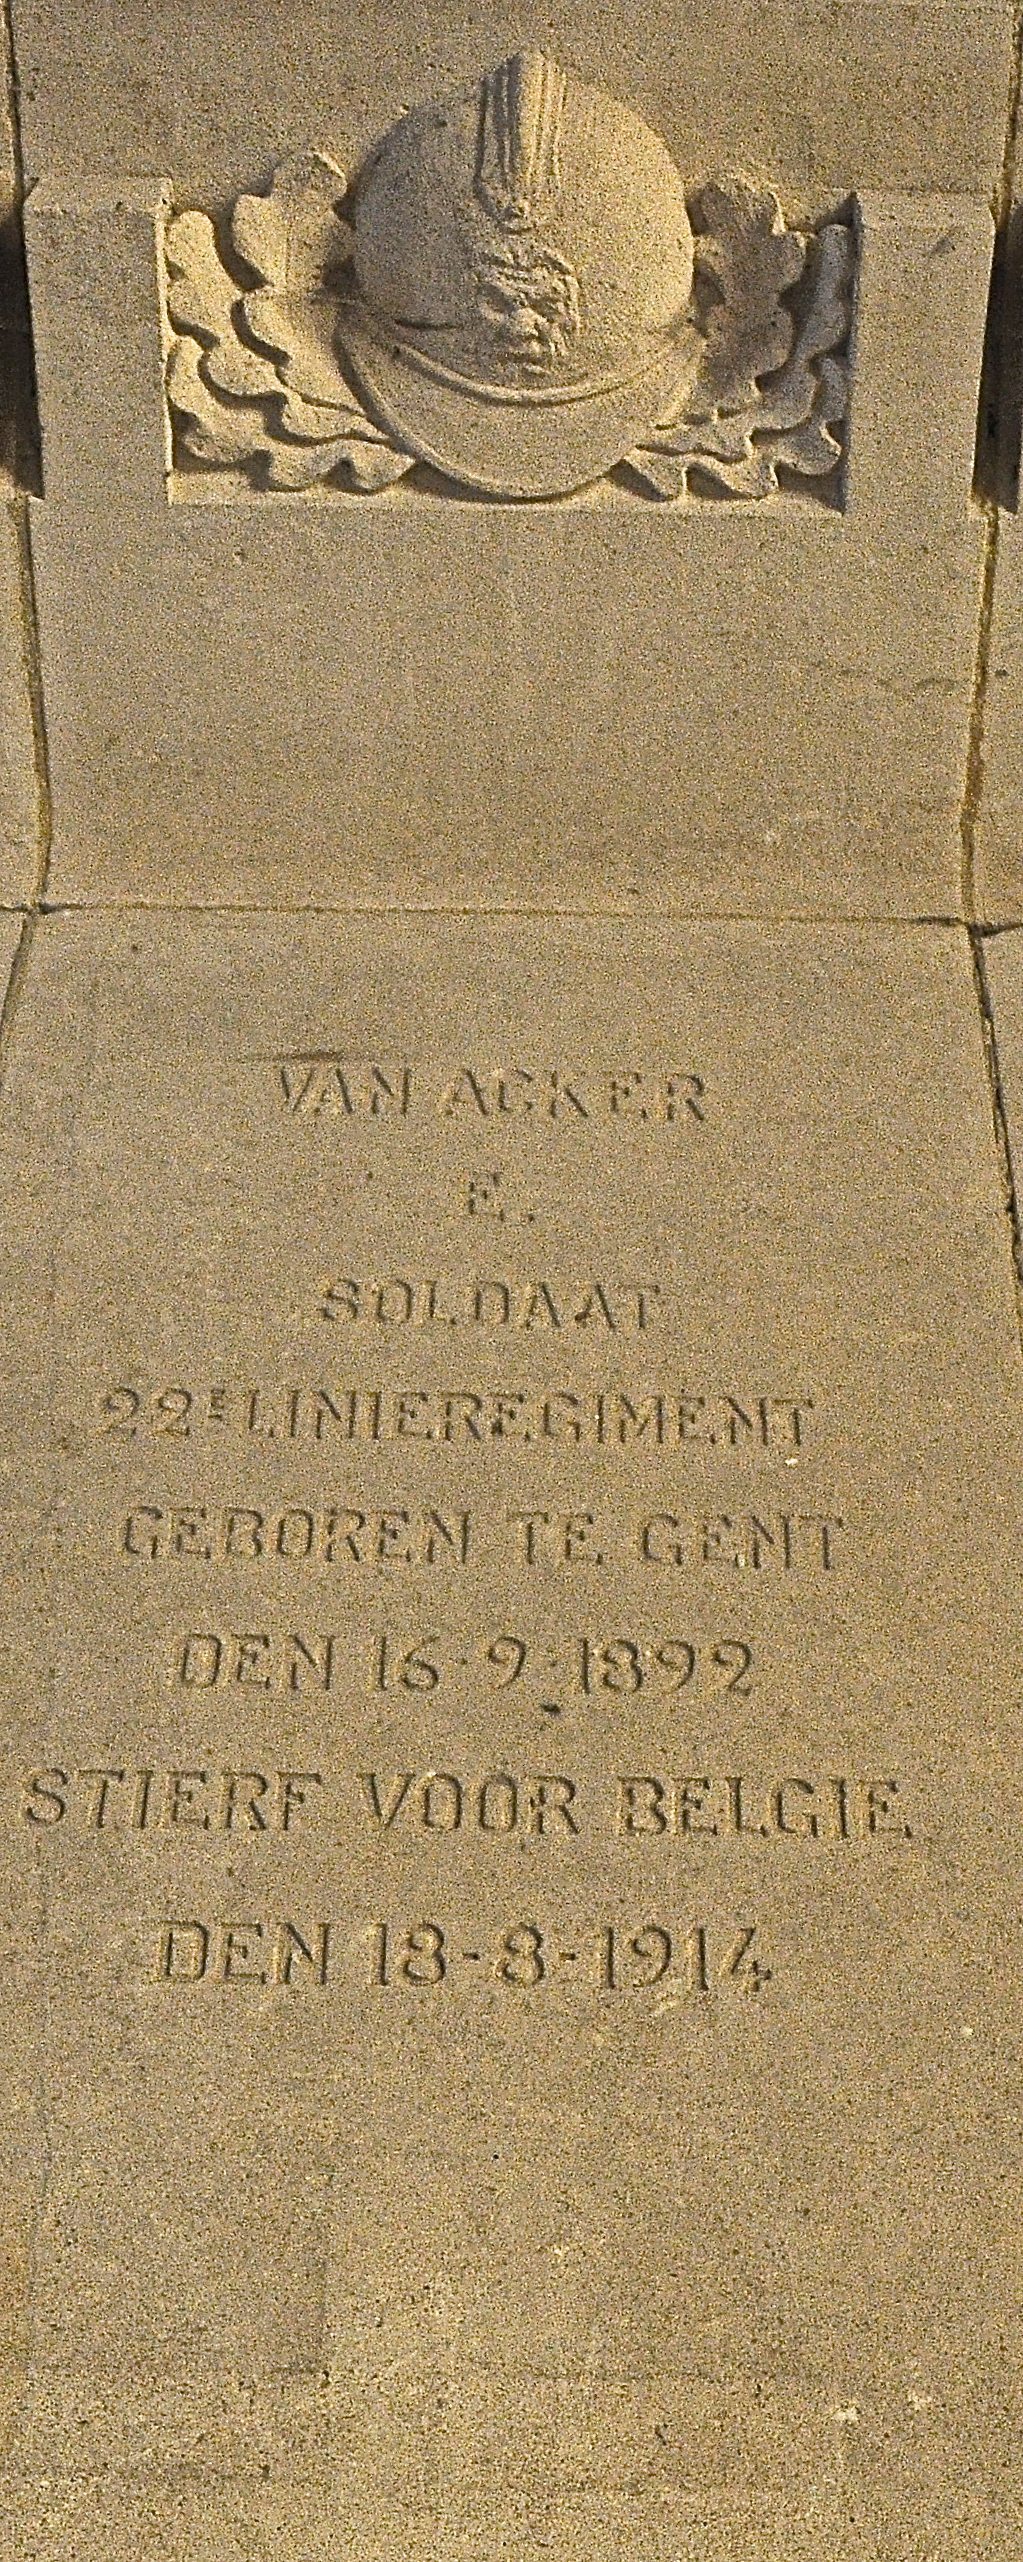 VAN ACKER
E.
SOLDAAT
22E LINIEREGIMENT
GEBOREN TE GENT
DEN 16-9-1892
STIERF VOOR BELGIE
DEN 18-8-1914